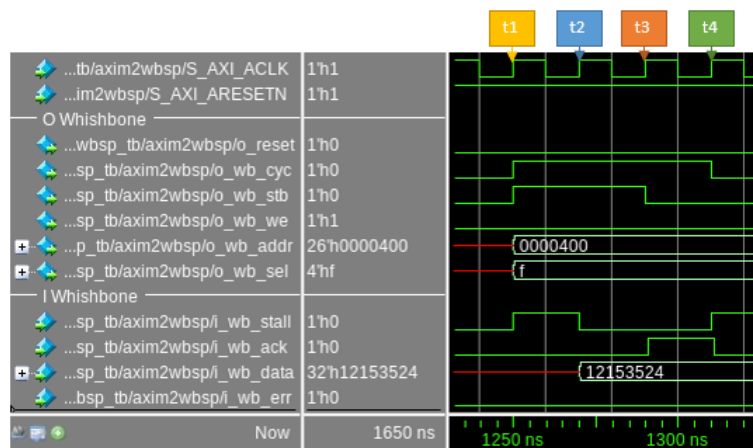 t1 t2 t3 t4
...tb/axim2wbsp/S_AXI_ACLK 1'h1
...im2wbsp/S_AXI_ARESETN 1'h1
O Whishbone
...wbsp_tb/axim2wbsp/o_reset 1'h0
...sp_tb/axim2wbsp/o_wb_cyc 1'h0
...sp_tb/axim2wbsp/o_wb_stb 1'h0
...sp_tb/axim2wbsp/o_wb_we 1'h1
...p_tb/axim2wbsp/o_wb_addr 26'h0000400 0000400
...sp_tb/axim2wbsp/o_wb_sel 4'hf f
I Whishbone
...sp_tb/axim2wbsp/i_wb_stall 1'h0
...sp_tb/axim2wbsp/i_wb_ack 1'h0
...sp_tb/axim2wbsp/i_wb_data 32'h12153524 12153524
...bsp_tb/axim2wbsp/i_wb_err 1'h0
Now 1650 ns 1250 ns 1300 ns